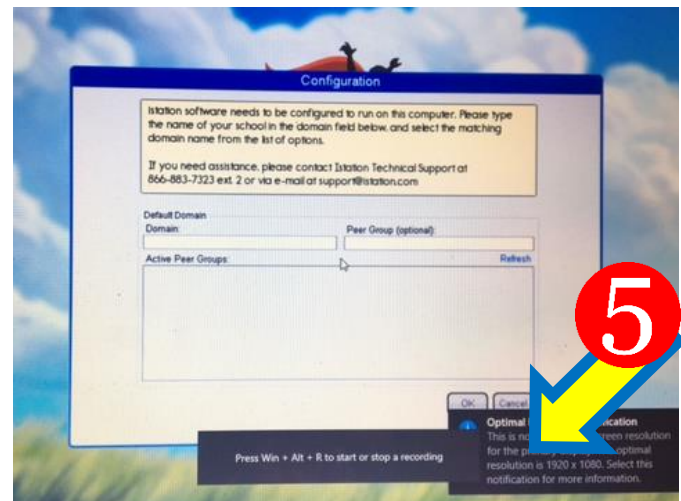 Configuration
Istation software needs to be configured to run on this computer. Please type
the name of your school in the domain field below, and select the matching
domain name from the list of options.
If you need assistance, please contact Istation Technical Support at
866-883-7323 ext. 2 or via e-mail at support@istation.com
Default Domain
Domain:
Peer Group (optional):
Active Peer Groups:
Refresh
5
OK
Cancel
Optimal
This is
screen resolution
for the
optimal
resolution is 1920 x 1080. Select this
notification for more information.
Press Win + Alt + R to start or stop a recording